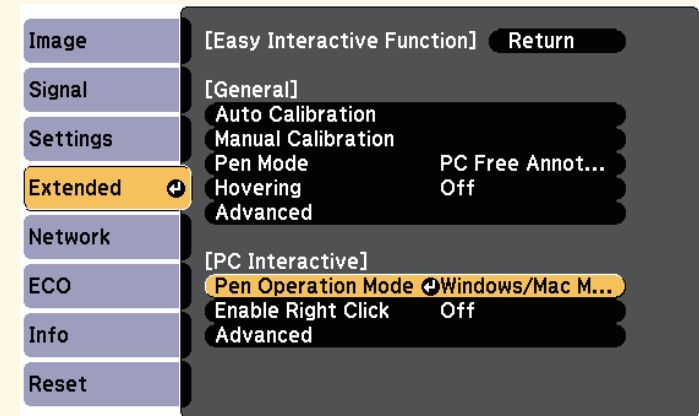 Image
Signal
Settings
Extended
Network
ECO
Info
Reset
[Easy Interactive Function] Return
[General]
Auto Calibration
Manual Calibration
Pen Mode PC Free Annot...
Hovering Off
Advanced
[PC Interactive]
Pen Operation Mode Windows/Mac M...
Enable Right Click Off
Advanced